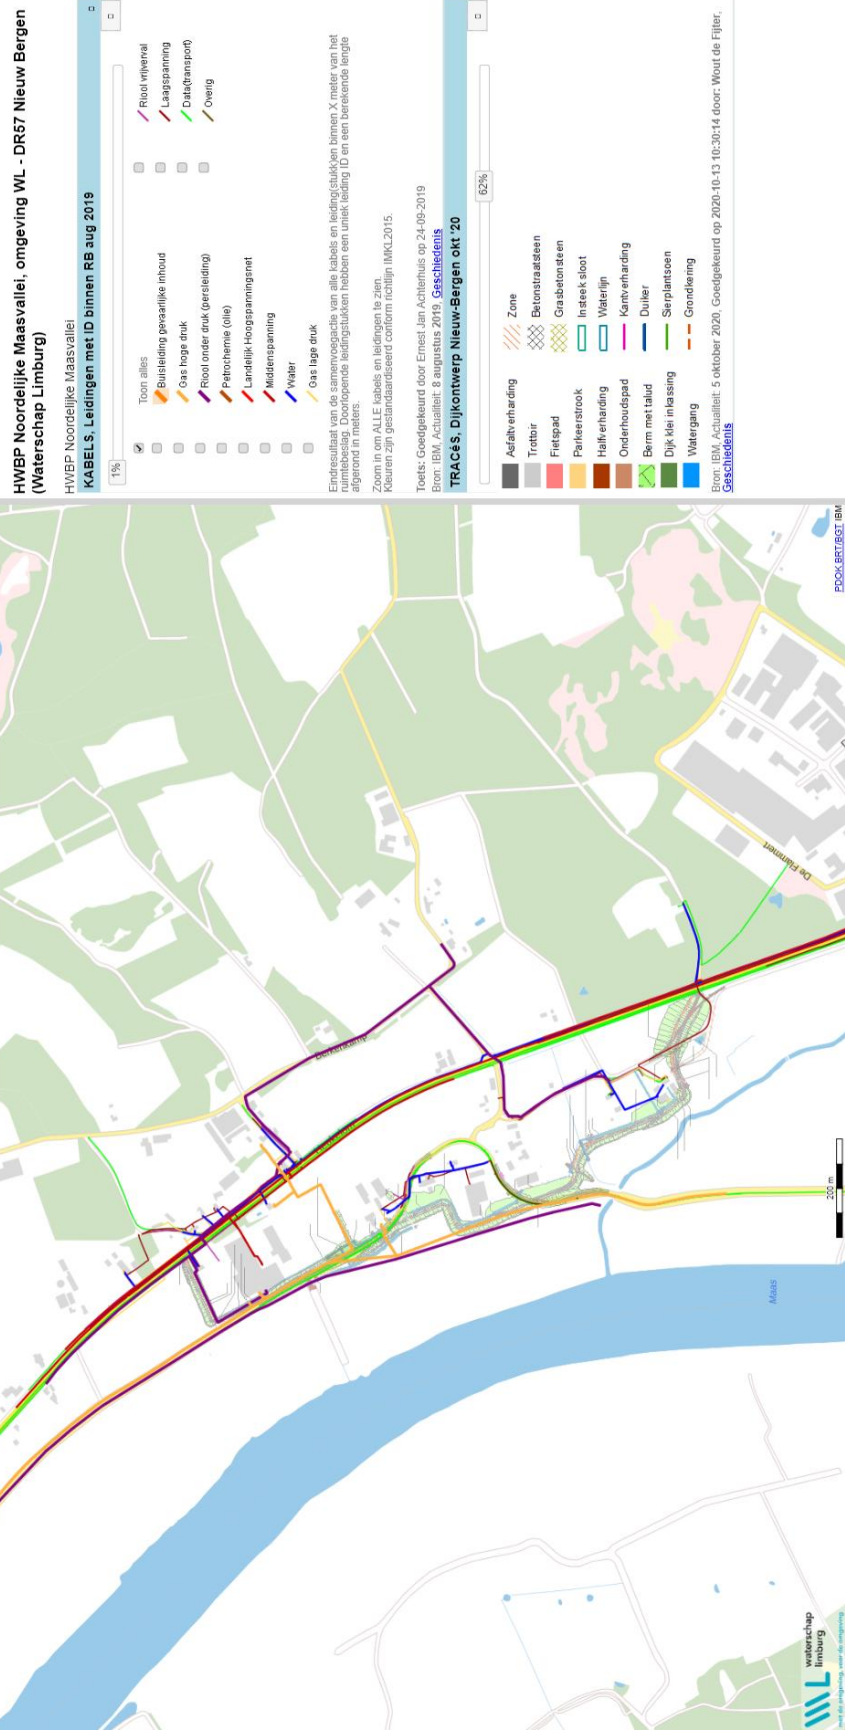 HWBP Noordelijke Maasvallei, omgeving WL - DR57 Nieuw Bergen
(Waterschap Limburg)
HWBP Noordelijke Maasvallei
KABELS, Leidingen met ID binnen RB aug 2019
1%
Toon alles
Buisleiding gevaarlijke inhoud
Gas hoge druk
Riool onder druk (persleiding)
Petrochemie (olie)
Landelijk Hoogspanningsnet
Middenspanning
Water
Gas lage druk
Riool vrijverval
Laagspanning
Data(transport)
Overig
Eindresultaat van de samenvoegactie van alle kabels en leiding(stukk)en binnen X meter van het
ruimtebeslag. Doorlopende leidingstukken hebben een uniek leiding ID en een berekende lengte
afgerond in meters.
Zoom in om ALLE kabels en leidingen te zien.
Kleuren zijn gestandaardiseerd conform richtlijn IMKL2015.
Toets: Goedgekeurd door Ernest Jan Achterhuis op 24-09-2019
Bron: IBM, Actualiteit: 8 augustus 2019, Geschiedenis
TRACéS, Dijkontwerp Nieuw-Bergen okt '20
62%
Asfaltverharding
Trottoir
Fietspad
Parkeerstrook
Halfverharding
Onderhoudspad
Berm met talud
Dijk klei inkassing
Watergang
Zone
Betonstraatsteen
Grasbetonsteen
Insteek sloot
Waterlijn
Kantverharding
Duiker
Sierplantsoen
Grondkering
Bron: IBM, Actualiteit: 5 oktober 2020, Goedgekeurd op 2020-10-13 10:30:14 door: Wout de Fijter,
Geschiedenis
De Flammert
Maas
200 m
PDOK BRT/BGT IBM
waterschap
limburg
met de omgeving, voor de omgeving